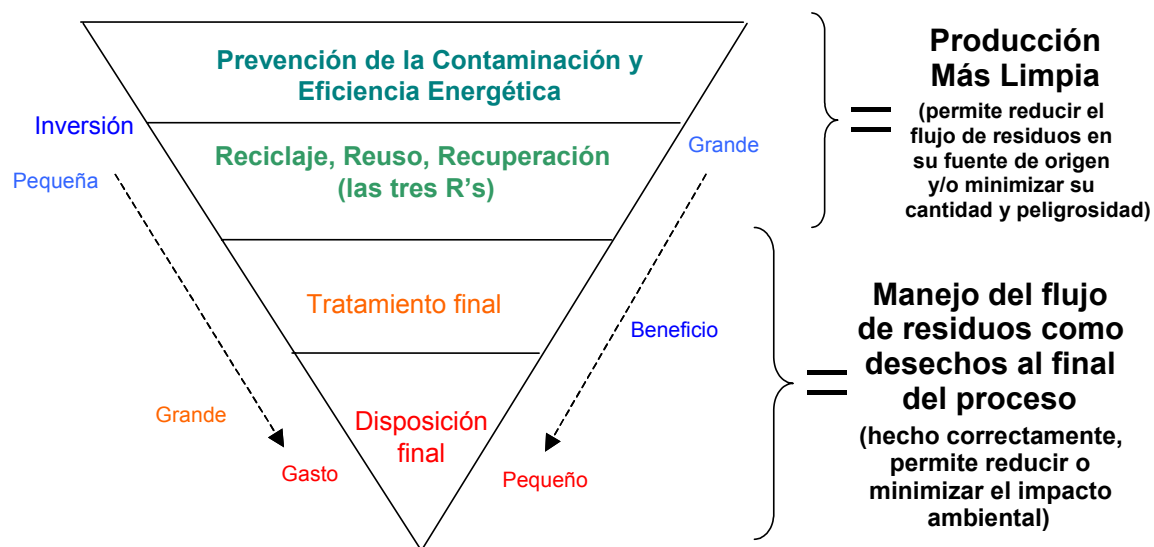 Prevención de la Contaminación y
Eficiencia Energética
Inversión
Pequeña
Reciclaje, Reuso, Recuperación
(las tres R’s)
Grande
Tratamiento final
Beneficio
Grande
Disposición
final
Gasto
Pequeño
=
Producción
Más Limpia
(permite reducir el
flujo de residuos en
su fuente de origen
y/o minimizar su
cantidad y peligrosidad)
=
Manejo del flujo
de residuos como
desechos al final
del proceso
(hecho correctamente,
permite reducir o
minimizar el impacto
ambiental)